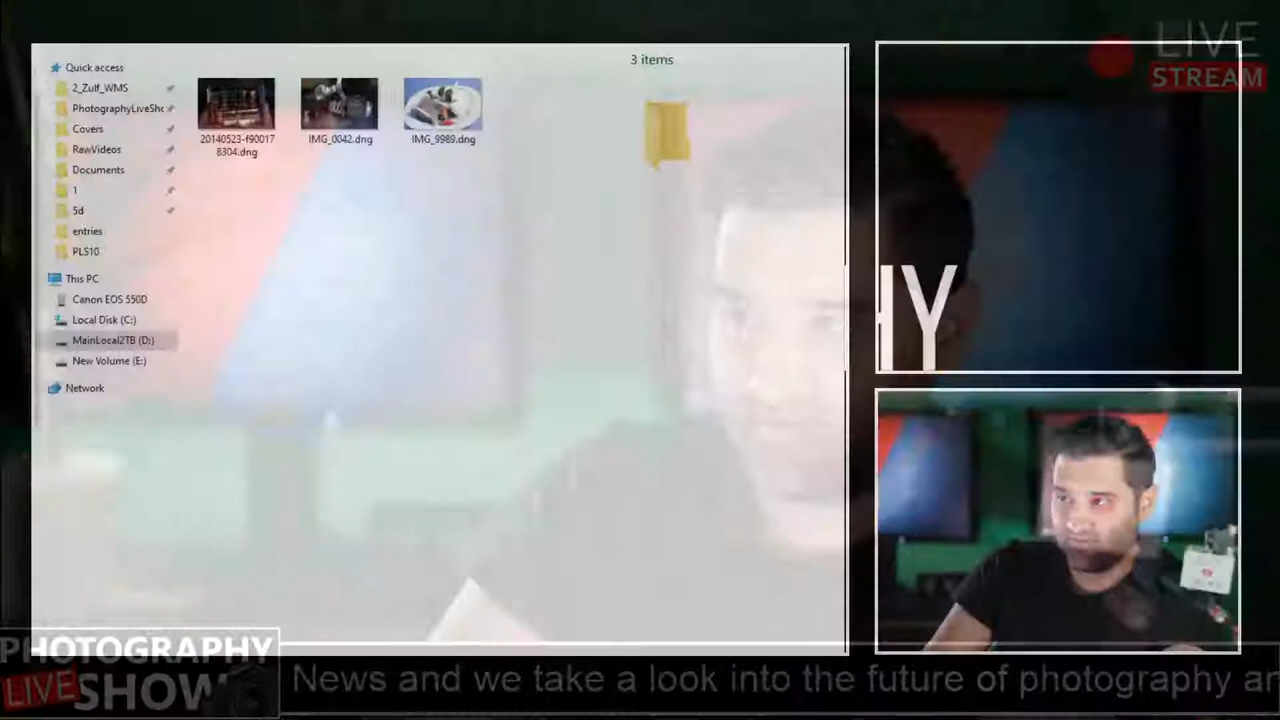 LIVE
STREAM
Quick access
2_Zulf_WMS
PhotographyLiveSho
Covers
RawVideos
Documents
1
5d
entries
PLS10
This PC
Canon EOS 550D
Local Disk (C:)
MainLocal2TB (D:)
New Volume (E:)
Network
20140523-f90017
8304.dng
IMG_0042.dng
IMG_9989.dng
3 items
HY
PHOTOGRAPHY
LIVE SHOW
News and we take a look into the future of photography an